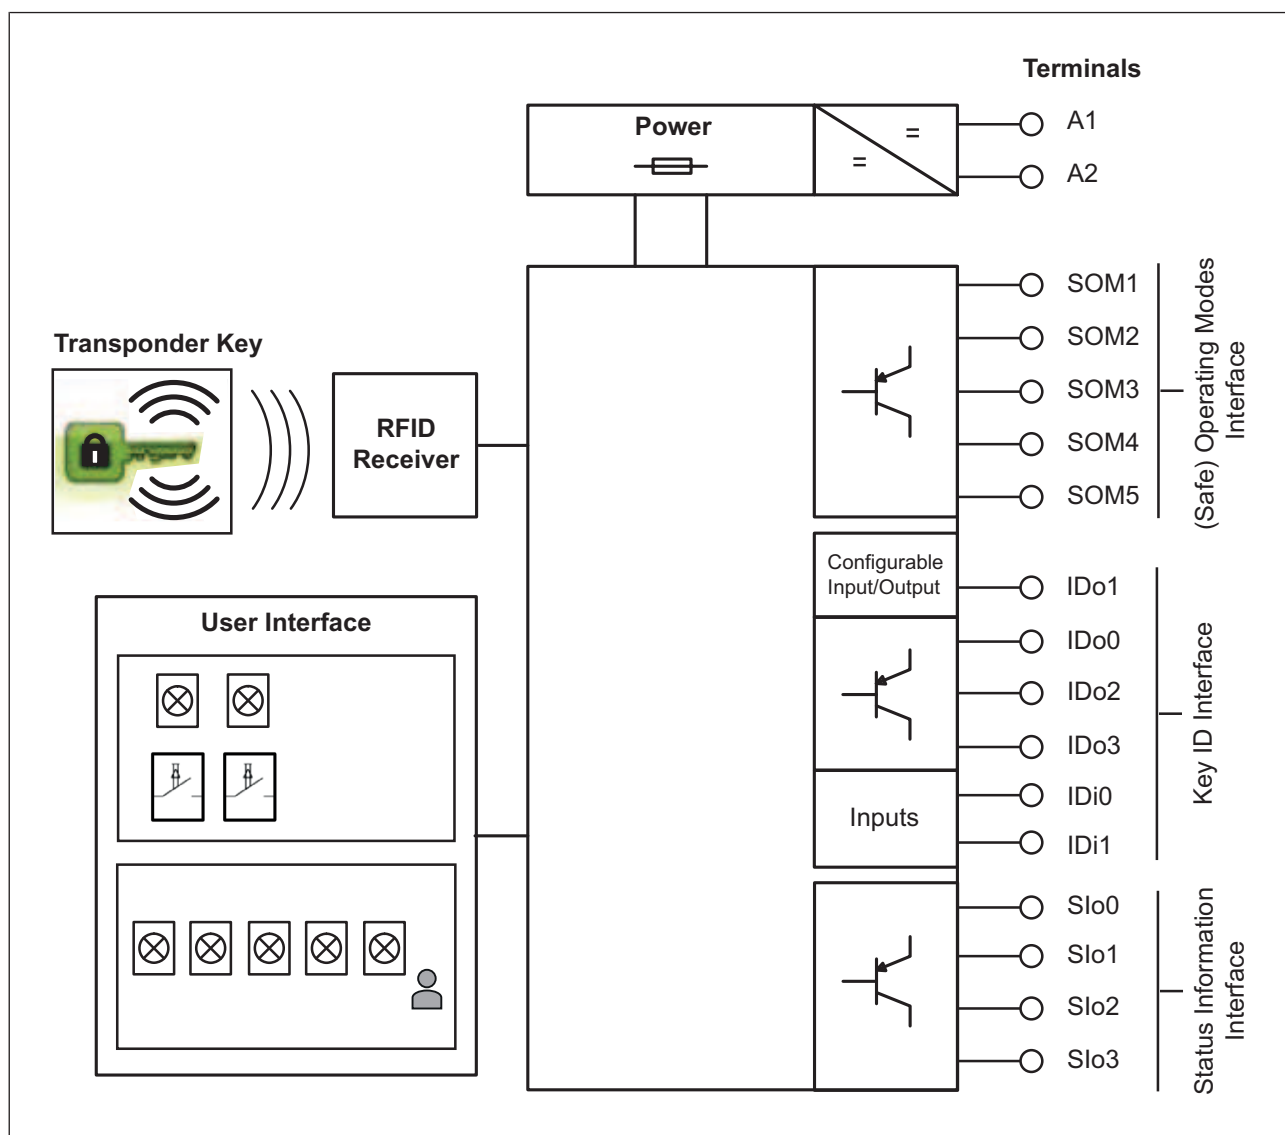 Terminals
Power
=
=
A1
A2
SOM1
SOM2
SOM3
SOM4
SOM5
(Safe) Operating Modes
Interface
Transponder Key
RFID
Receiver
Configurable
Input/Output
IDo1
IDo0
IDo2
IDo3
Inputs
IDi0
IDi1
Key ID Interface
User Interface
SIo0
SIo1
SIo2
SIo3
Status Information
Interface